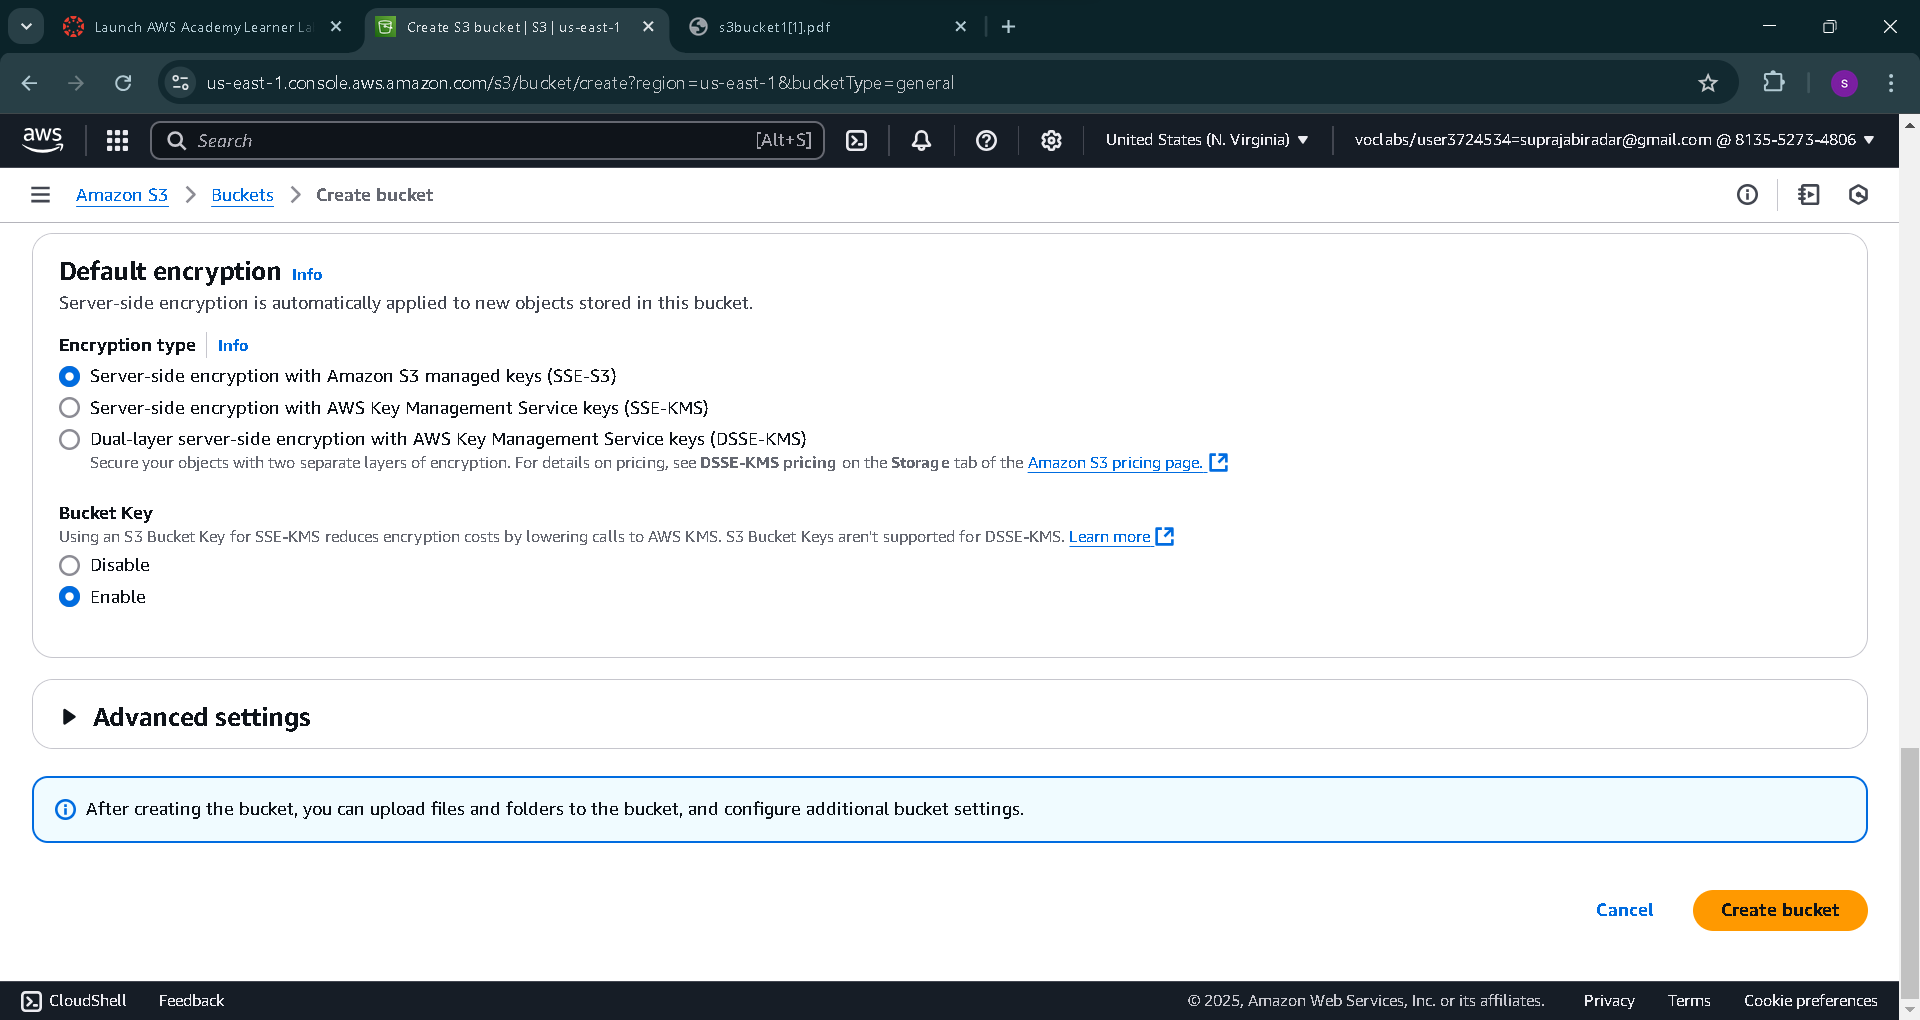 Launch AWS Academy Learner La
Create S3 bucket | S3 | us-east-1
s3bucket1[1].pdf
us-east-1.console.aws.amazon.com/s3/bucket/create?region=us-east-1&bucketType=general
s
aws
Search
[Alt+S]
United States (N. Virginia)
voclabs/user3724534=suprajabiradar@gmail.com @ 8135-5273-4806
Amazon S3
Buckets
Create bucket
Default encryption Info
Server-side encryption is automatically applied to new objects stored in this bucket.
Encryption type Info
Server-side encryption with Amazon S3 managed keys (SSE-S3)
Server-side encryption with AWS Key Management Service keys (SSE-KMS)
Dual-layer server-side encryption with AWS Key Management Service keys (DSSE-KMS)
Secure your objects with two separate layers of encryption. For details on pricing, see DSSE-KMS pricing on the Storage tab of the Amazon S3 pricing page.
Bucket Key
Using an S3 Bucket Key for SSE-KMS reduces encryption costs by lowering calls to AWS KMS. S3 Bucket Keys aren't supported for DSSE-KMS. Learn more
Disable
Enable
Advanced settings
After creating the bucket, you can upload files and folders to the bucket, and configure additional bucket settings.
Cancel
Create bucket
CloudShell
Feedback
© 2025, Amazon Web Services, Inc. or its affiliates.
Privacy
Terms
Cookie preferences